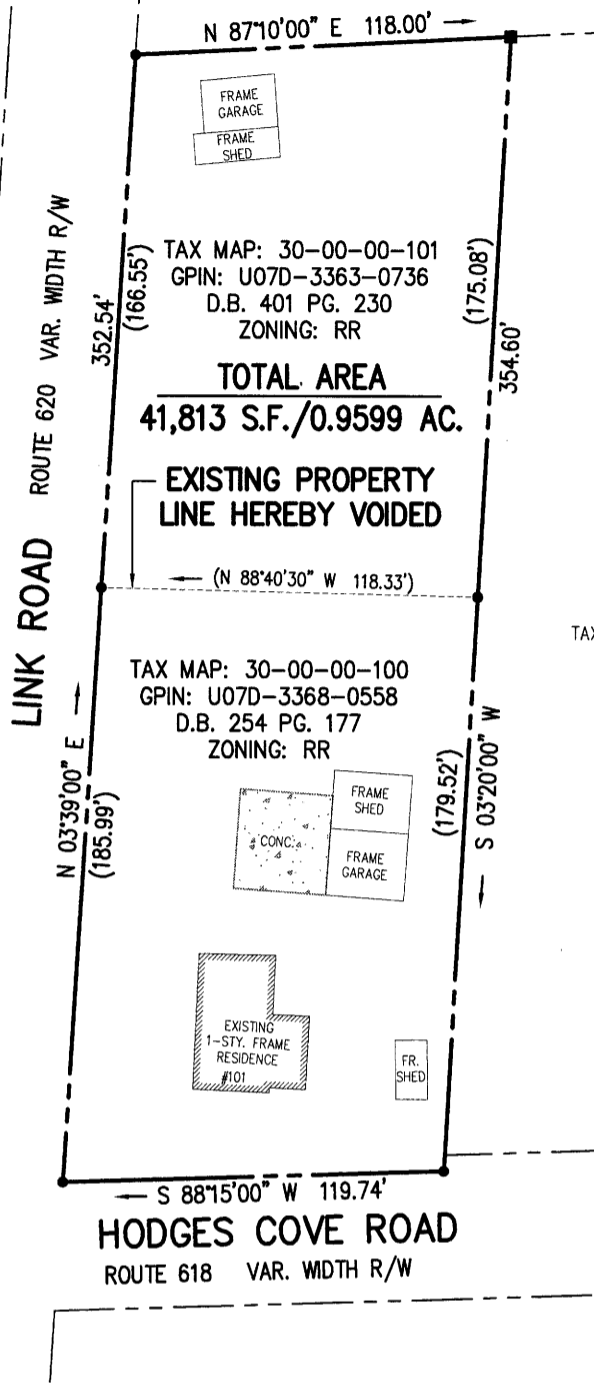 N 87°10'00" E 118.00'
FRAME
GARAGE
FRAME
SHED
LINK ROAD ROUTE 620 VAR. WIDTH R/W
352.54'
(166.55')
(175.08')
354.60'
TAX MAP: 30-00-00-101
GPIN: U07D-3363-0736
D.B. 401 PG. 230
ZONING: RR
TOTAL AREA
41,813 S.F./0.9599 AC.
EXISTING PROPERTY
LINE HEREBY VOIDED
(N 88°40'30" W 118.33')
TAX
TAX MAP: 30-00-00-100
GPIN: U07D-3368-0558
D.B. 254 PG. 177
ZONING: RR
N 03°39'00" E
(185.99')
(179.52')
S 03°20'00" W
FRAME
SHED
CONC.
FRAME
GARAGE
EXISTING
1-STY. FRAME
RESIDENCE
#101
FR.
SHED
S 88°15'00" W 119.74'
HODGES COVE ROAD
ROUTE 618 VAR. WIDTH R/W